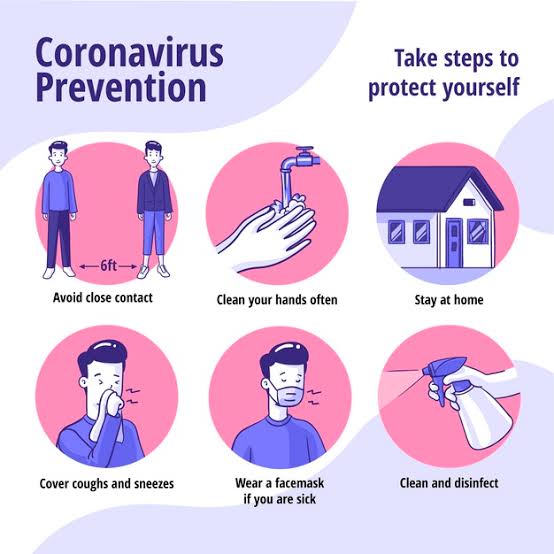 Coronavirus
Prevention
Take steps to
protect yourself
6ft
Avoid close contact
Clean your hands often
Stay at home
Cover coughs and sneezes
Wear a facemask
if you are sick
Clean and disinfect